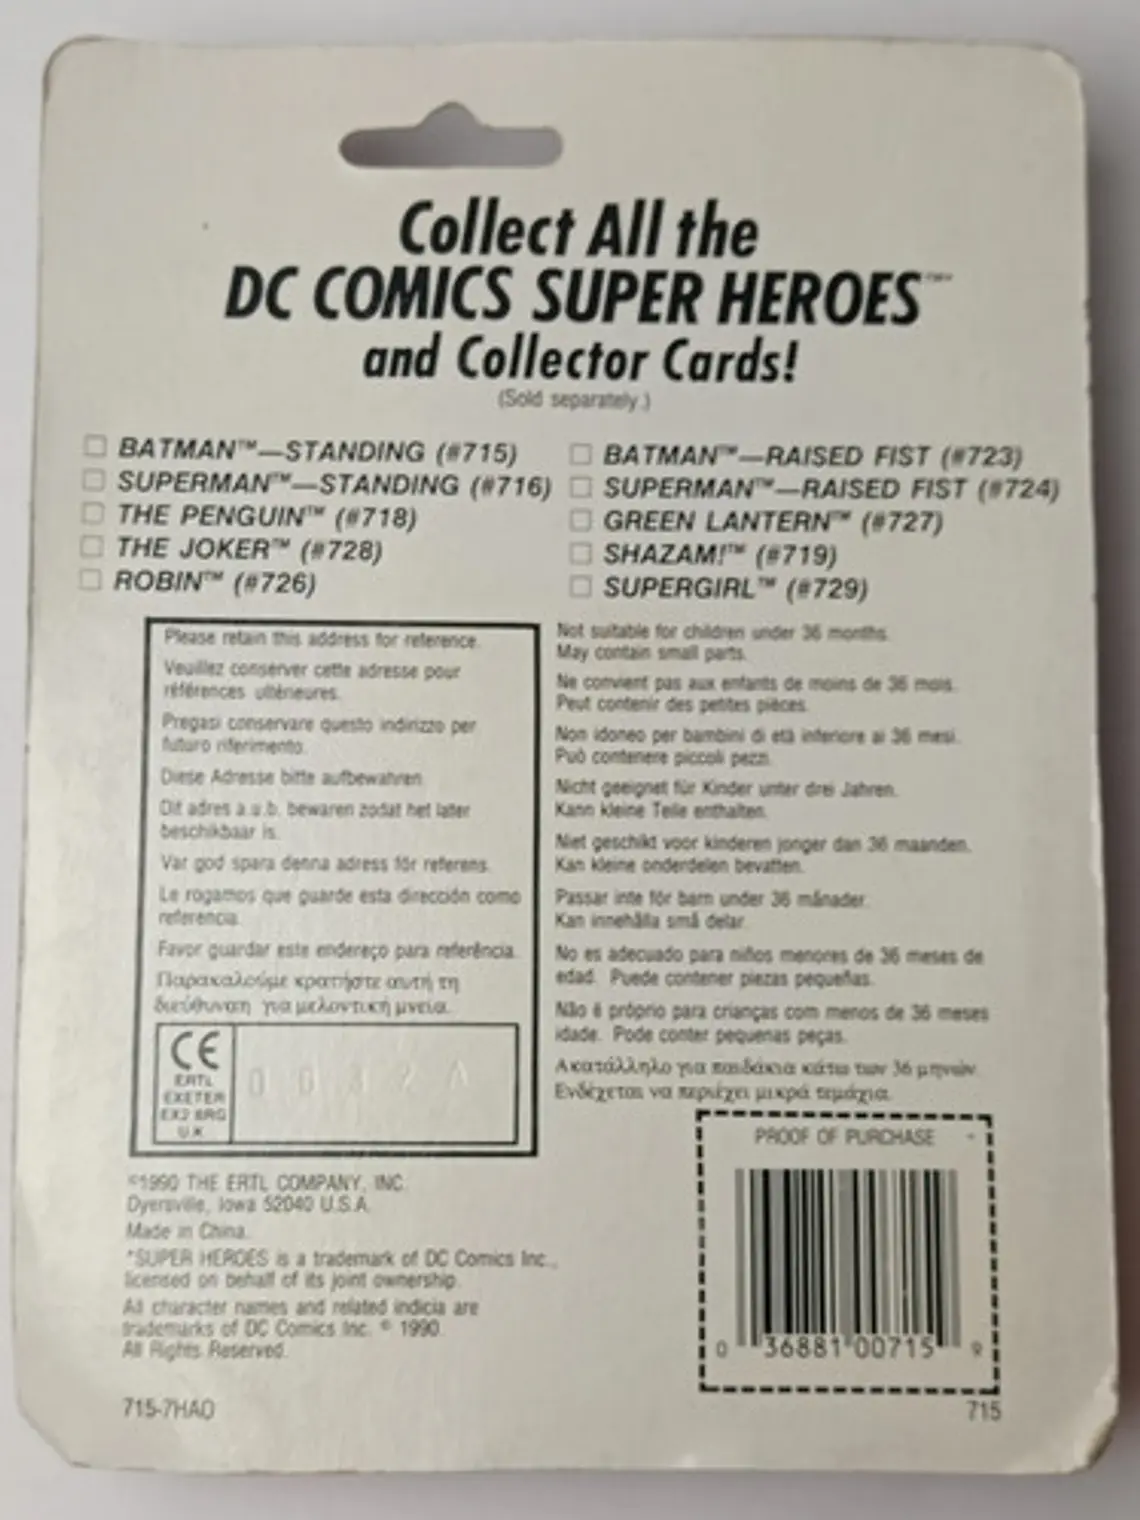 Collect All the
DC COMICS SUPER HEROES™*
and Collector Cards!
(Sold separately.)
BATMAN™—STANDING (#715)
SUPERMAN™—STANDING (#716)
THE PENGUIN™ (#718)
THE JOKER™ (#728)
ROBIN™ (#726)
BATMAN™—RAISED FIST (#723)
SUPERMAN™—RAISED FIST (#724)
GREEN LANTERN™ (#727)
SHAZAM!™ (#719)
SUPERGIRL™ (#729)
Please retain this address for reference.
Veuillez conserver cette adresse pour
références ultérieures.
Pregasi conservare questo indirizzo per
futuro riferimento.
Diese Adresse bitte aufbewahren.
Dit adres a.u.b. bewaren zodat het later
beschikbaar is.
Var god spara denna adress för referens.
Le rogamos que guarde esta dirección como
referencia.
Favor guardar este endereço para referência.
Παρακαλούμε κρατήστε αυτή τη
διεύθυνση για μελοντική μνεία.
CE
ERTL
EXETER
EX2 8RG
U.K.
0 0 3 2 A
Not suitable for children under 36 months.
May contain small parts.
Ne convient pas aux enfants de moins de 36 mois.
Peut contenir des petites pièces.
Non idoneo per bambini di età inferiore ai 36 mesi.
Può contenere piccoli pezzi.
Nicht geeignet für Kinder unter drei Jahren.
Kann kleine Teile enthalten.
Niet geschikt voor kinderen jonger dan 36 maanden.
Kan kleine onderdelen bevatten.
Passar inte för barn under 36 månader.
Kan innehålla små delar.
No es adecuado para niños menores de 36 meses de
edad. Puede contener piezas pequeñas.
Não é próprio para crianças com menos de 36 meses
idade. Pode conter pequenas peças.
Ακατάλληλο για παιδάκια κάτω των 36 μηνών.
Ενδέχεται να περιέχει μικρά τεμάχια.
©1990 THE ERTL COMPANY, INC.
Dyersville, Iowa 52040 U.S.A.
Made in China.
*SUPER HEROES is a trademark of DC Comics Inc.,
licensed on behalf of its joint ownership.
All character names and related indicia are
trademarks of DC Comics Inc. © 1990.
All Rights Reserved.
715-7HAO
PROOF OF PURCHASE
0 36881 00715 9
715